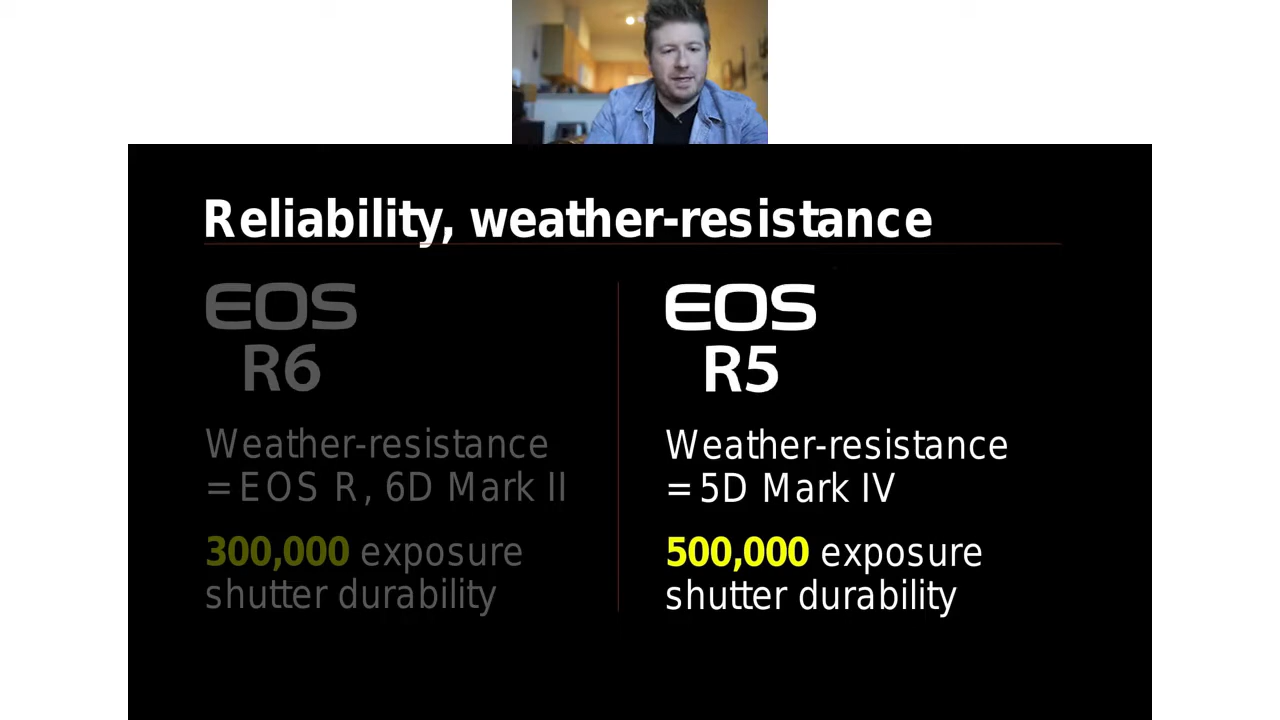 Reliability, weather-resistance
EOS
R6
Weather-resistance
= EOS R, 6D Mark II
300,000 exposure
shutter durability
EOS
R5
Weather-resistance
= 5D Mark IV
500,000 exposure
shutter durability